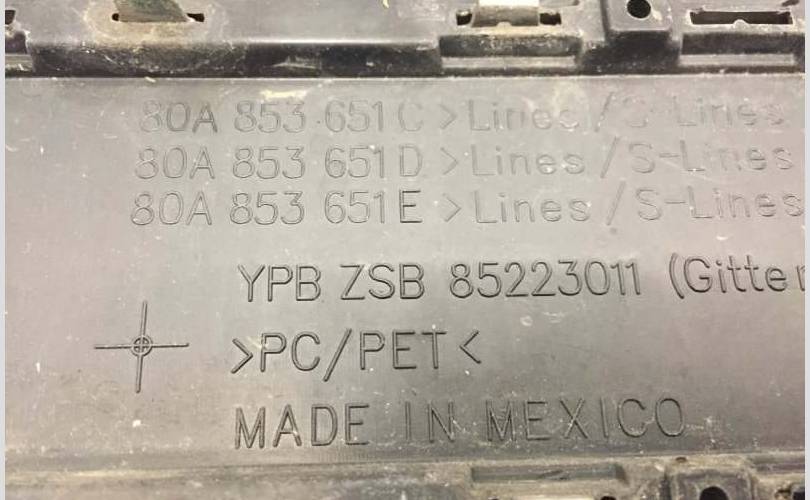 80A 853 651 C >Lines/S-Lines
80A 853 651 D >Lines/S-Lines
80A 853 651 E >Lines/S-Lines
YPB ZSB 85223011 (Gitter
>PC/PET<
MADE IN MEXICO